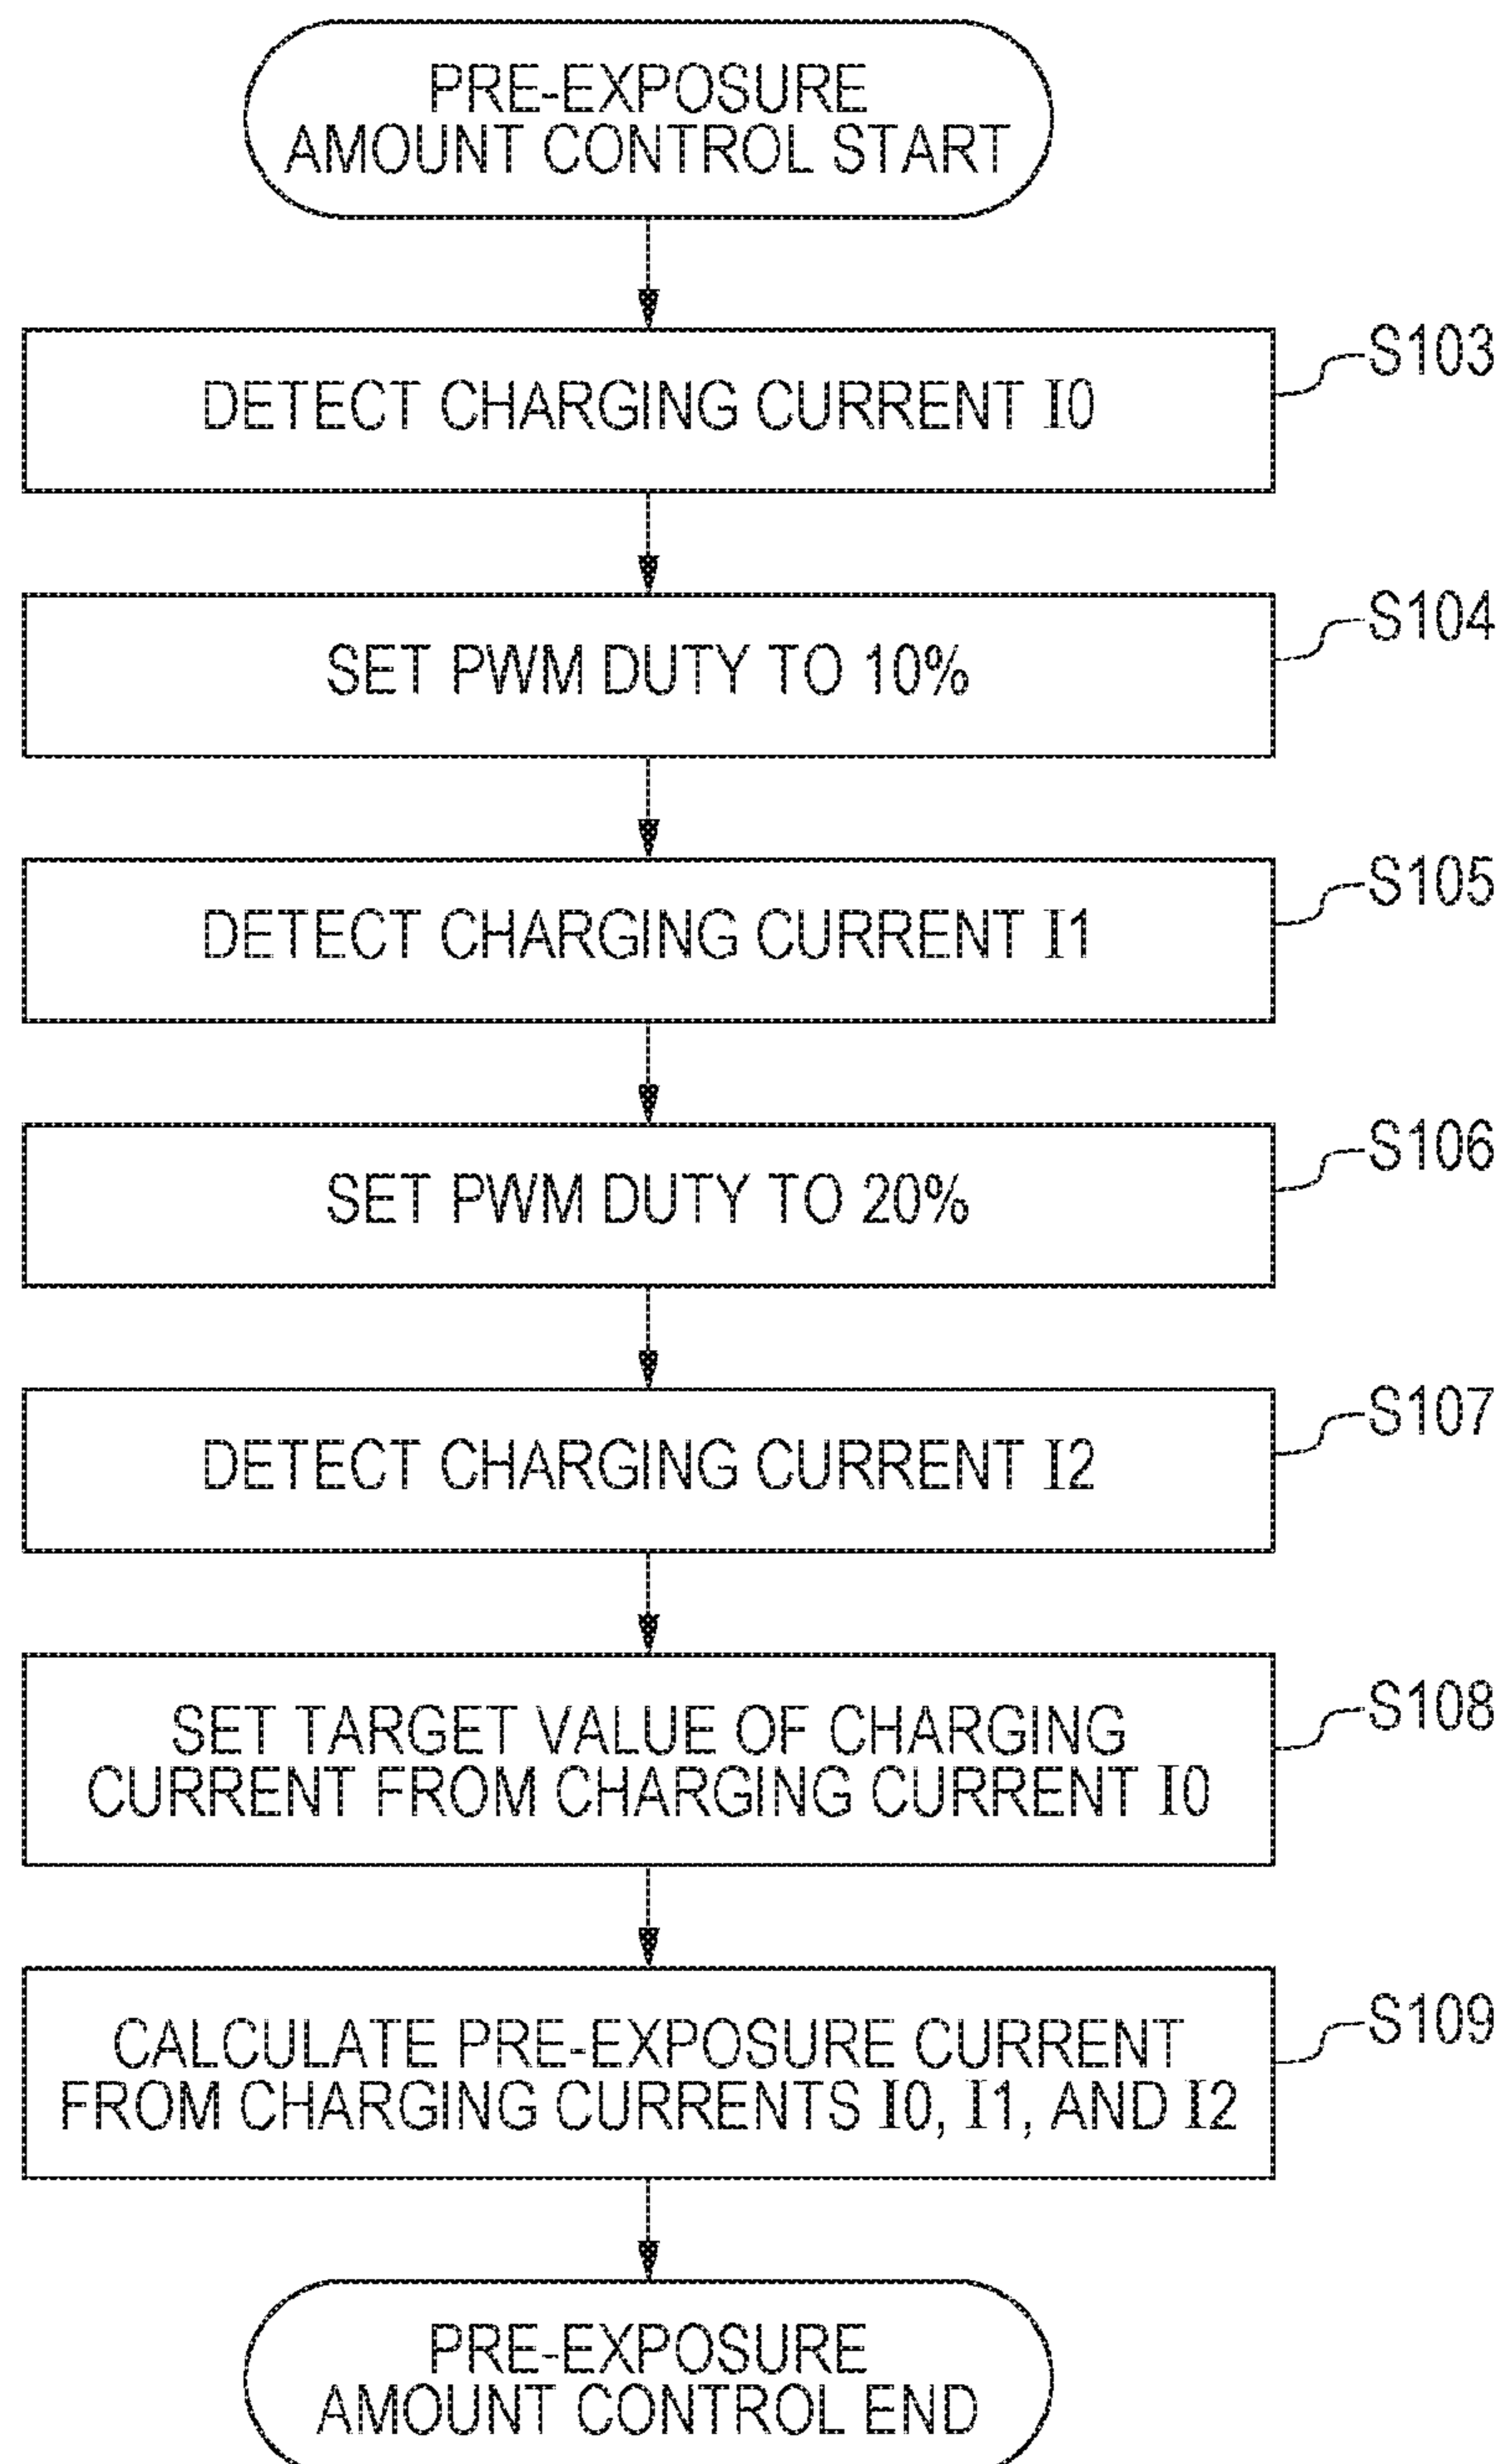 PRE-EXPOSURE
AMOUNT CONTROL START
DETECT CHARGING CURRENT I0
S103
SET PWM DUTY TO 10%
S104
DETECT CHARGING CURRENT I1
S105
SET PWM DUTY TO 20%
S106
DETECT CHARGING CURRENT I2
S107
SET TARGET VALUE OF CHARGING
CURRENT FROM CHARGING CURRENT I0
S108
CALCULATE PRE-EXPOSURE CURRENT
FROM CHARGING CURRENTS I0, I1, AND I2
S109
PRE-EXPOSURE
AMOUNT CONTROL END